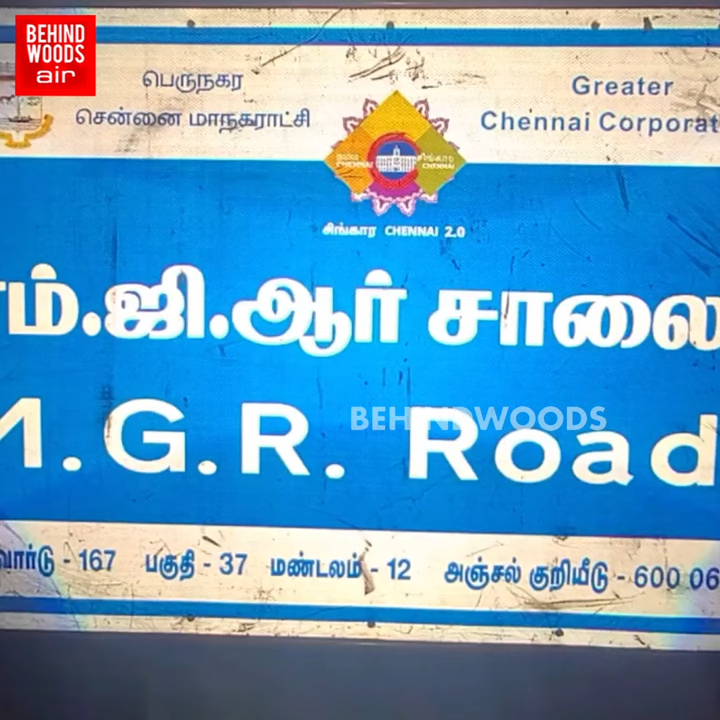 BEHIND
WOODS
air
பெருநகர
சென்னை மாநகராட்சி
Greater
Chennai Corporat
சிங்கார CHENNAI 2.0
ம்.ஜி.ஆர் சாலை
BEHINDWOODS
M.G.R. Road
வார்டு - 167 பகுதி - 37 மண்டலம் - 12 அஞ்சல் குறியீடு - 600 06